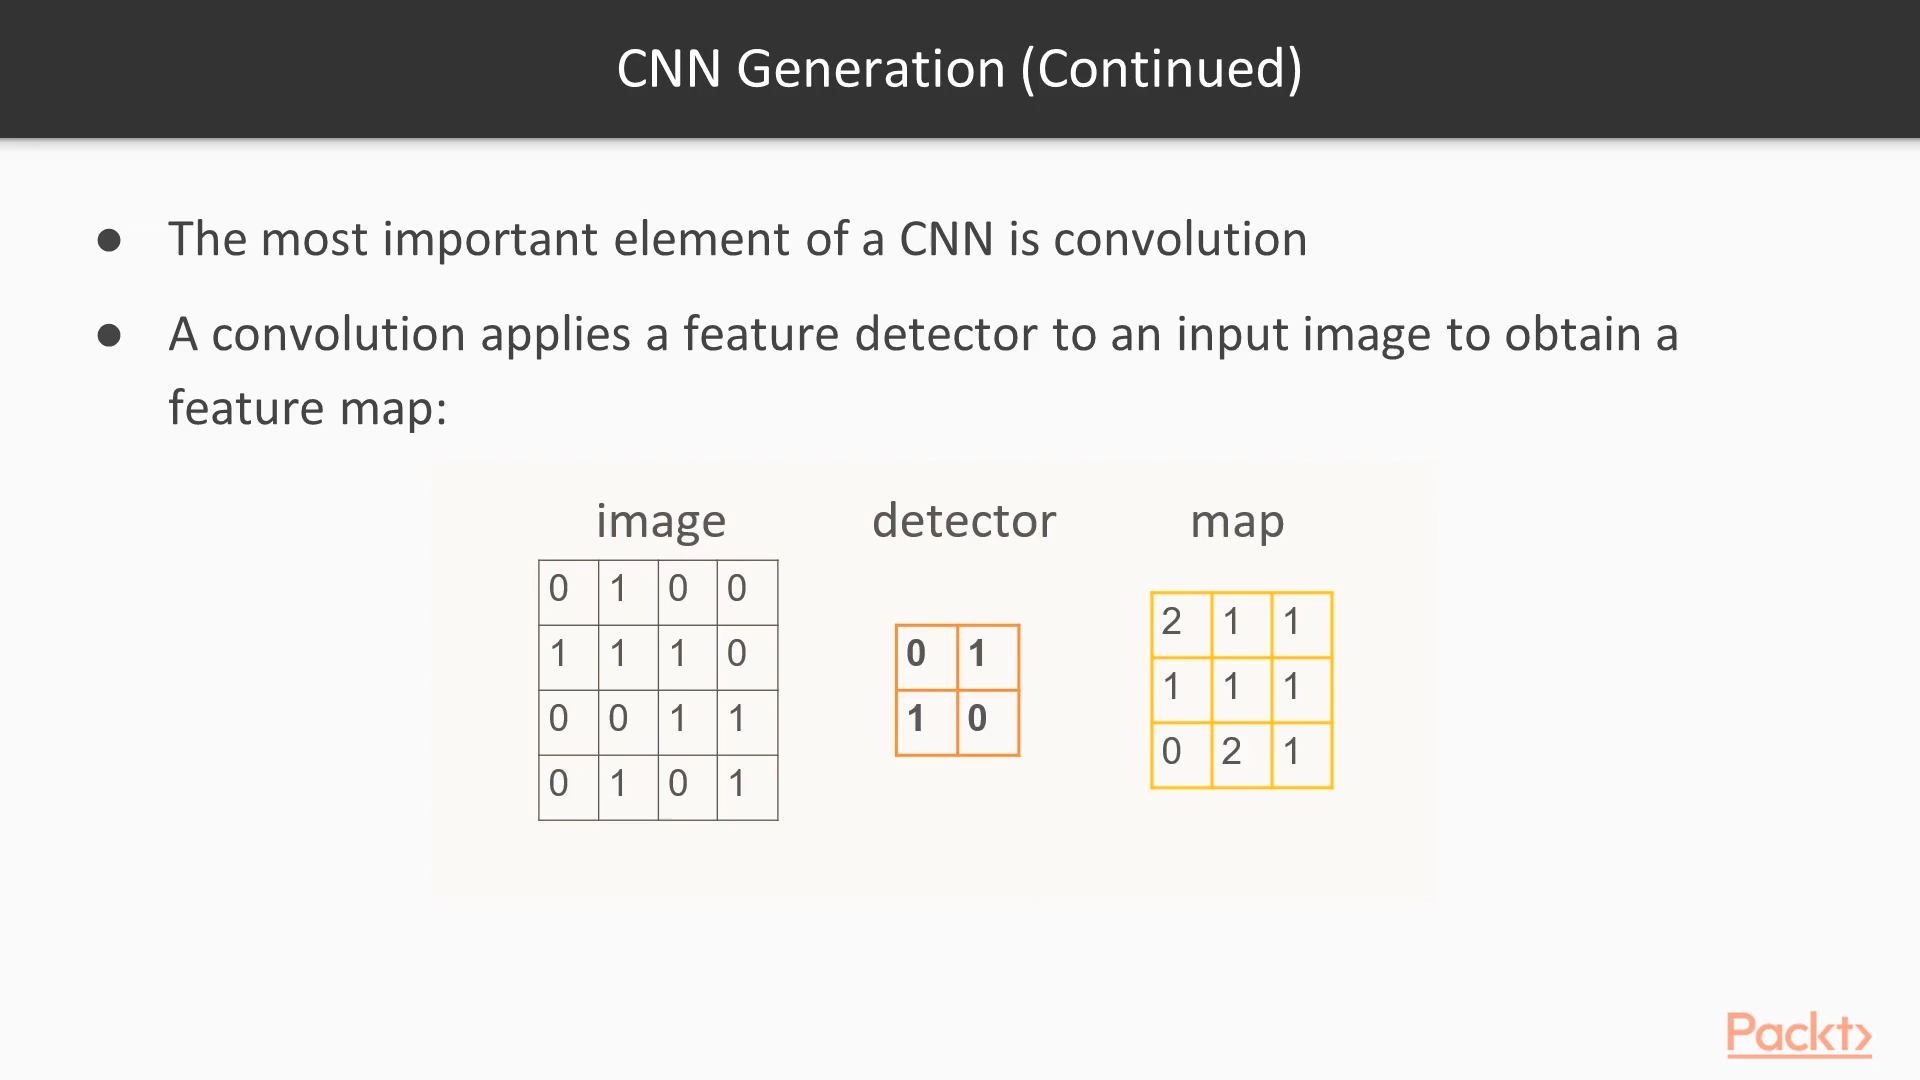 CNN Generation (Continued)
● The most important element of a CNN is convolution
● A convolution applies a feature detector to an input image to obtain a
feature map:
image detector map
0 1 0 0
1 1 1 0
0 0 1 1
0 1 0 1
0 1
1 0
2 1 1
1 1 1
0 2 1
Packt>